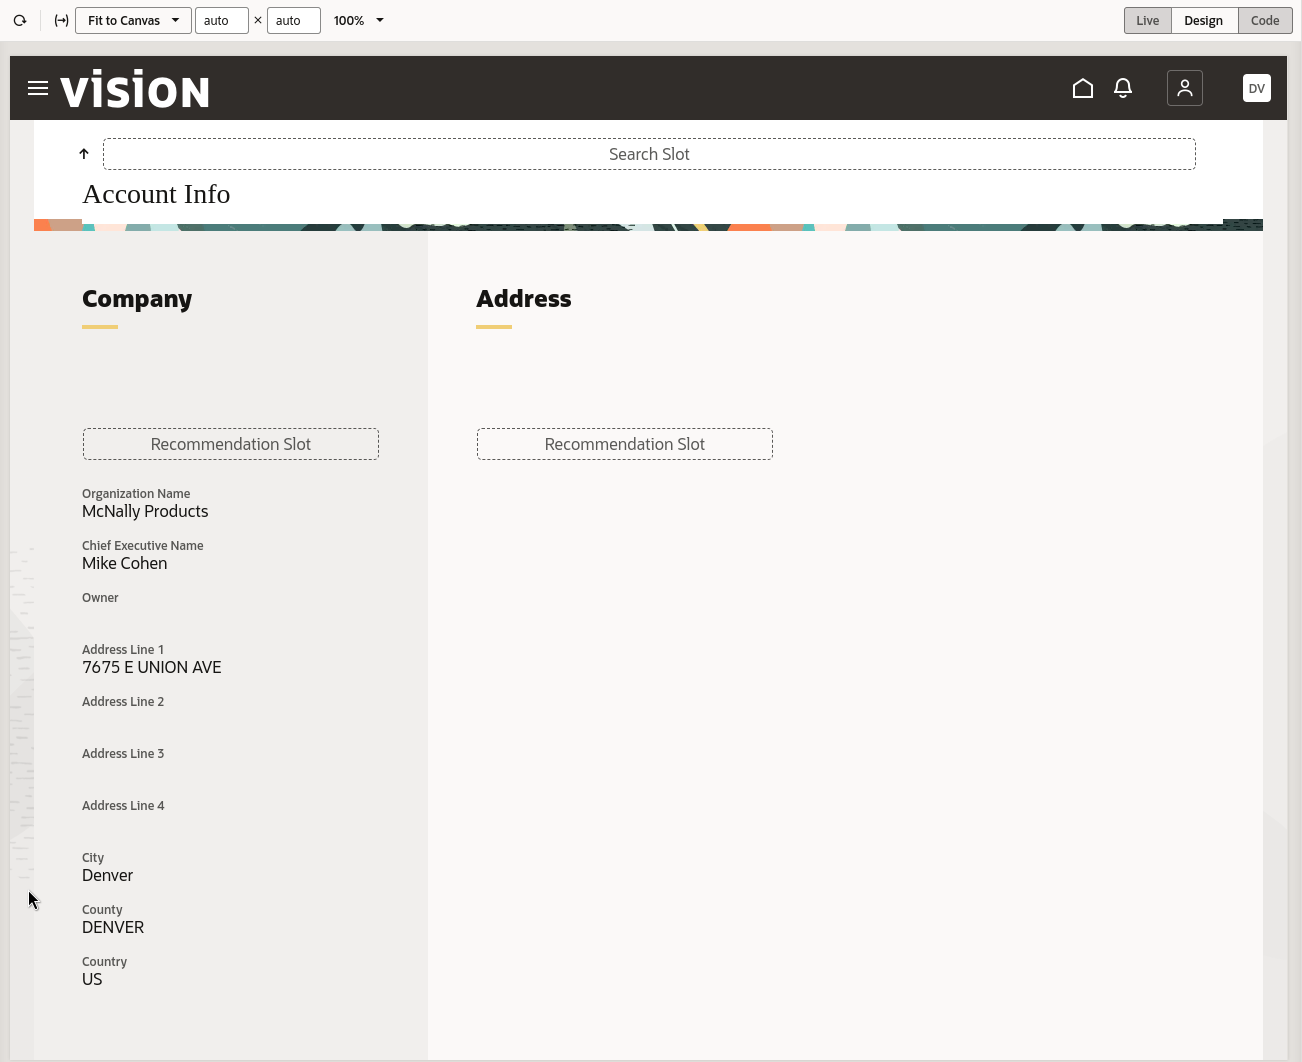 Fit to Canvas auto × auto 100% Live Design Code
vision DV
Search Slot
Account Info
Company Address
Recommendation Slot Recommendation Slot
Organization Name
McNally Products
Chief Executive Name
Mike Cohen
Owner
Address Line 1
7675 E UNION AVE
Address Line 2
Address Line 3
Address Line 4
City
Denver
County
DENVER
Country
US